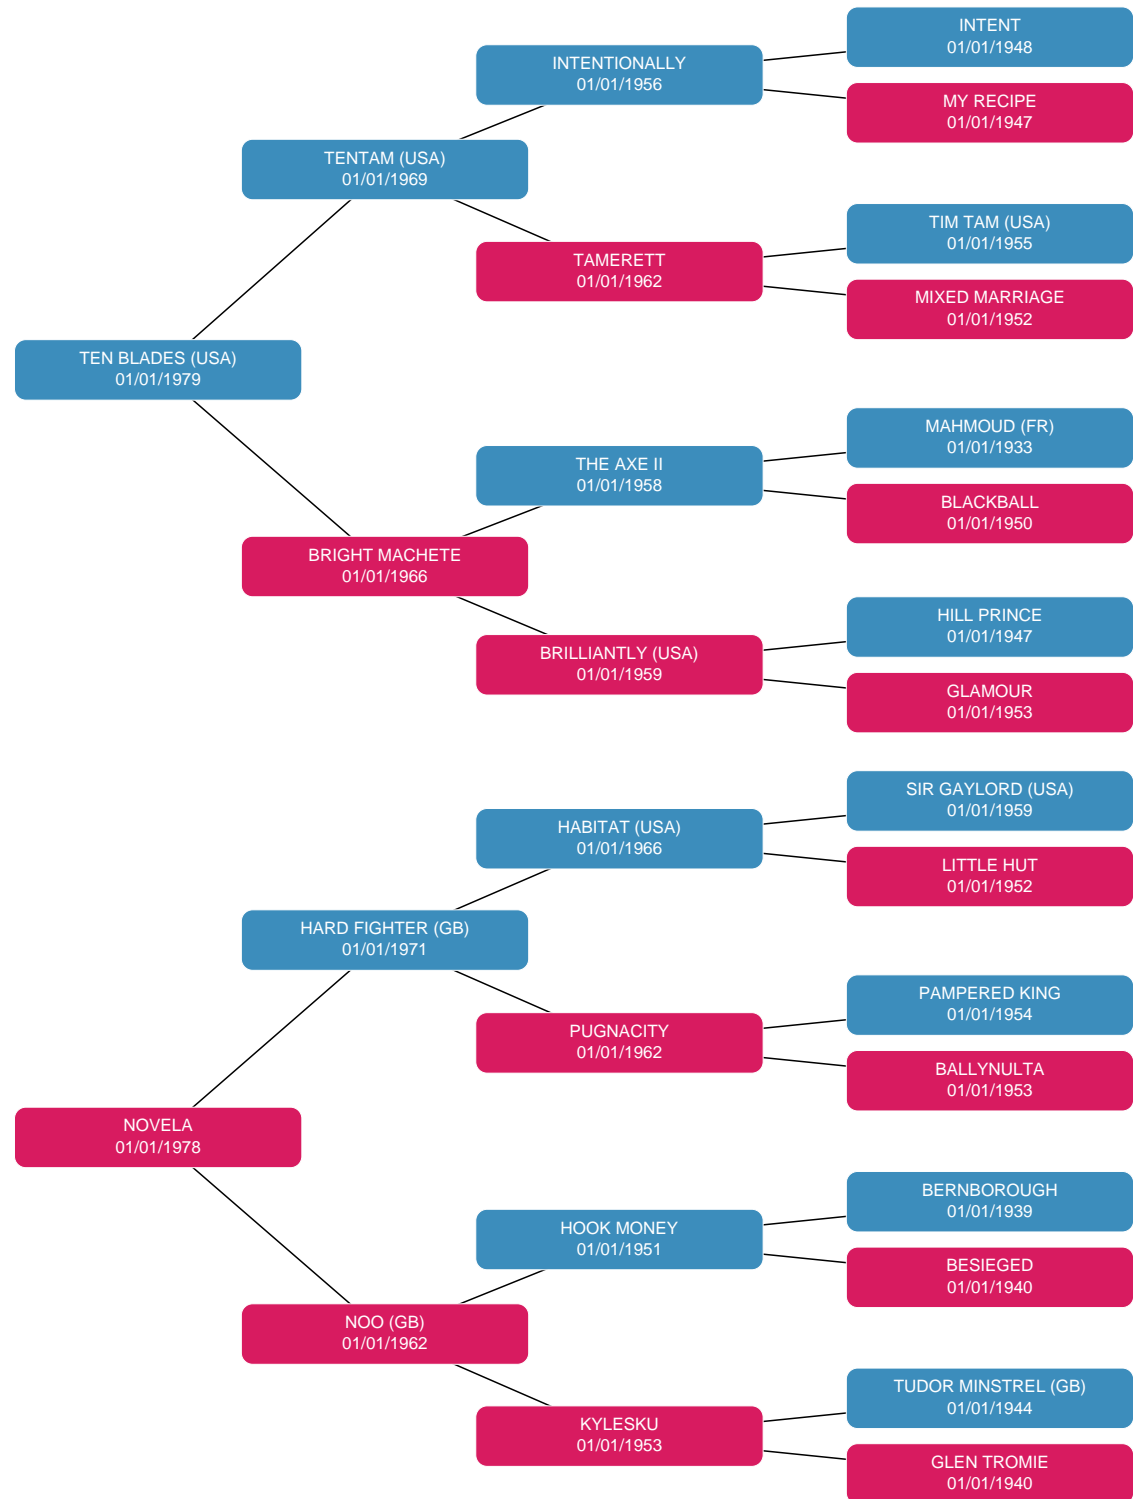 INTENT
01/01/1948
INTENTIONALLY
01/01/1956
MY RECIPE
01/01/1947
TENTAM (USA)
01/01/1969
TIM TAM (USA)
01/01/1955
TAMERETT
01/01/1962
MIXED MARRIAGE
01/01/1952
TEN BLADES (USA)
01/01/1979
MAHMOUD (FR)
01/01/1933
THE AXE II
01/01/1958
BLACKBALL
01/01/1950
BRIGHT MACHETE
01/01/1966
HILL PRINCE
01/01/1947
BRILLIANTLY (USA)
01/01/1959
GLAMOUR
01/01/1953
SIR GAYLORD (USA)
01/01/1959
HABITAT (USA)
01/01/1966
LITTLE HUT
01/01/1952
HARD FIGHTER (GB)
01/01/1971
PAMPERED KING
01/01/1954
PUGNACITY
01/01/1962
BALLYNULTA
01/01/1953
NOVELA
01/01/1978
BERNBOROUGH
01/01/1939
HOOK MONEY
01/01/1951
BESIEGED
01/01/1940
NOO (GB)
01/01/1962
TUDOR MINSTREL (GB)
01/01/1944
KYLESKU
01/01/1953
GLEN TROMIE
01/01/1940